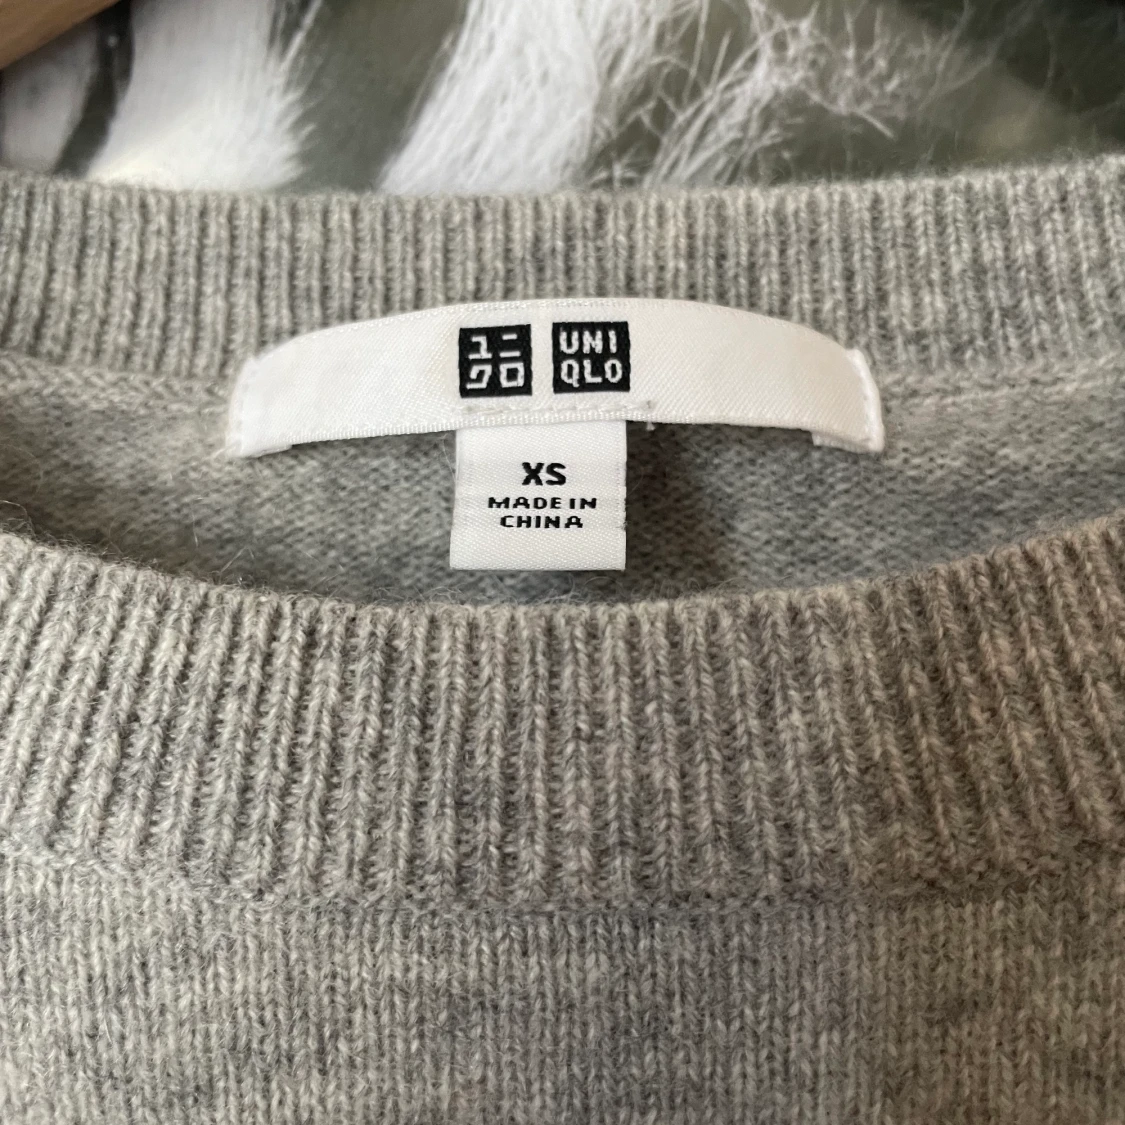 ユニ UNI
クロ QLO
XS
MADE IN
CHINA